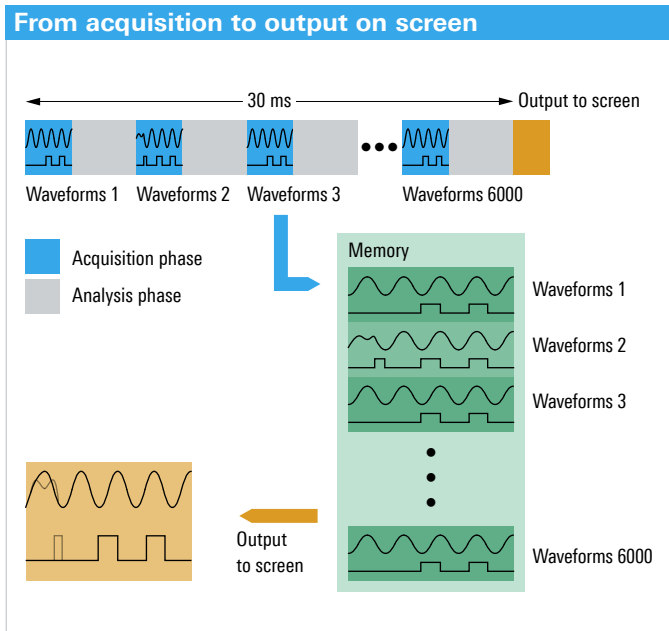 From acquisition to output on screen
30 ms
Output to screen
Waveforms 1
Waveforms 2
Waveforms 3
Waveforms 6000
Acquisition phase
Analysis phase
Memory
Waveforms 1
Waveforms 2
Waveforms 3
Waveforms 6000
Output
to screen